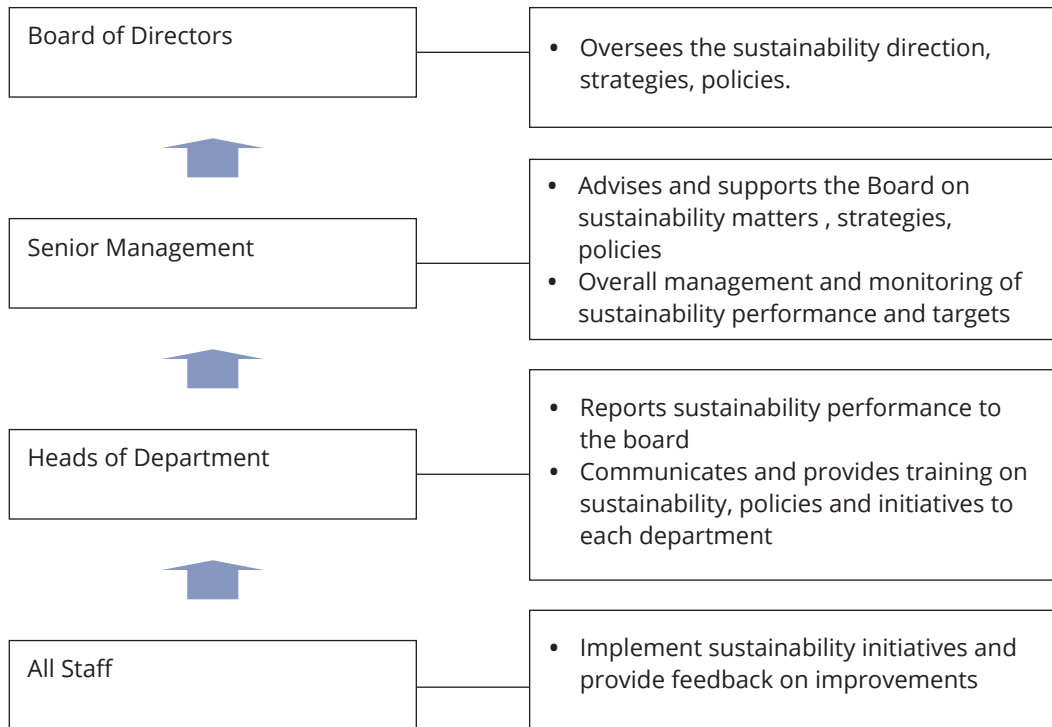 Board of Directors
• Oversees the sustainability direction,
strategies, policies.
Senior Management
• Advises and supports the Board on
sustainability matters , strategies,
policies
• Overall management and monitoring of
sustainability performance and targets
Heads of Department
• Reports sustainability performance to
the board
• Communicates and provides training on
sustainability, policies and initiatives to
each department
All Staff
• Implement sustainability initiatives and
provide feedback on improvements